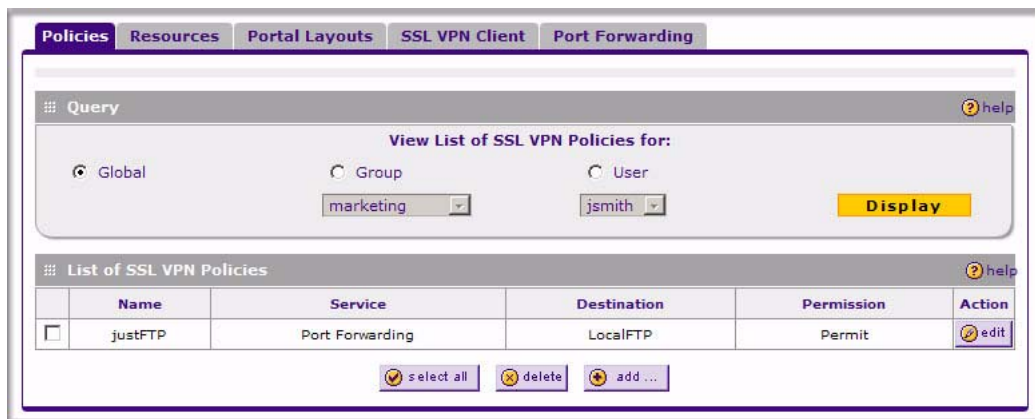 Policies Resources Portal Layouts SSL VPN Client Port Forwarding
Query help
View List of SSL VPN Policies for:
Global Group User
marketing jsmith Display
List of SSL VPN Policies help
Name Service Destination Permission Action
justFTP Port Forwarding LocalFTP Permit edit
select all delete add ...